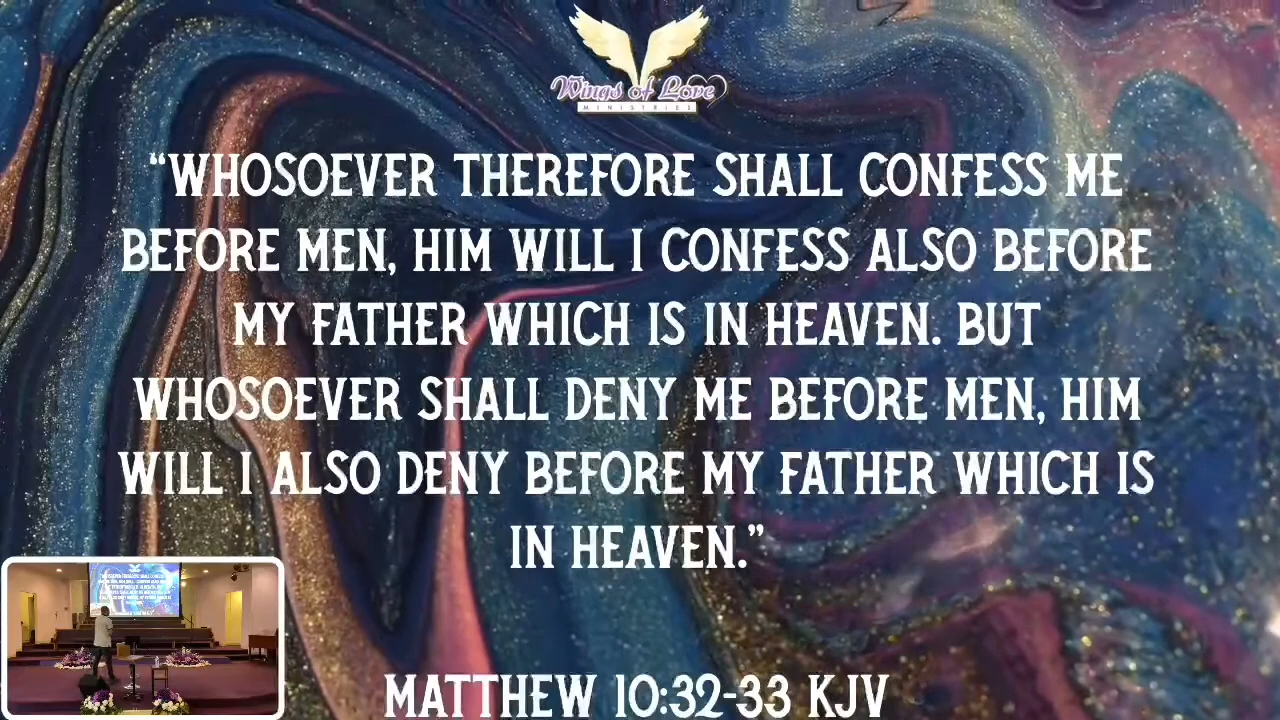 Wings of Love
MINISTRIES
“WHOSOEVER THEREFORE SHALL CONFESS ME
BEFORE MEN, HIM WILL I CONFESS ALSO BEFORE
MY FATHER WHICH IS IN HEAVEN. BUT
WHOSOEVER SHALL DENY ME BEFORE MEN, HIM
WILL I ALSO DENY BEFORE MY FATHER WHICH IS
IN HEAVEN.”
MATTHEW 10:32-33 KJV